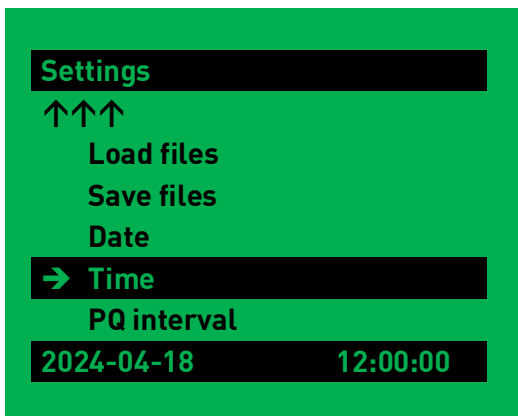 Settings
↑↑↑
Load files
Save files
Date
→ Time
PQ interval
2024-04-18 12:00:00